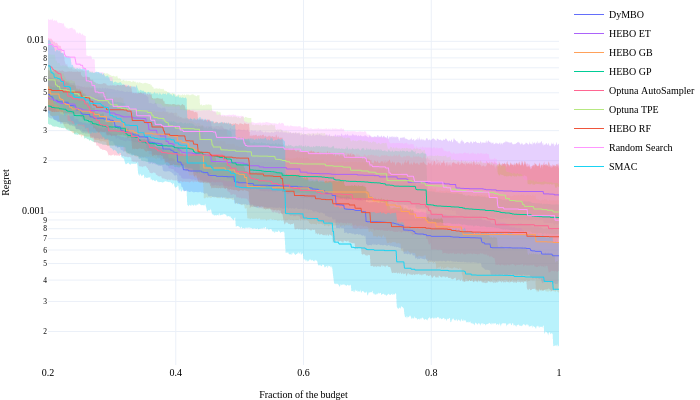 0.01
9
8
7
6
5
4
3
2
0.001
9
8
7
6
5
4
3
2
Regret
0.2
0.4
0.6
0.8
1
Fraction of the budget
DyMBO
HEBO ET
HEBO GB
HEBO GP
Optuna AutoSampler
Optuna TPE
HEBO RF
Random Search
SMAC